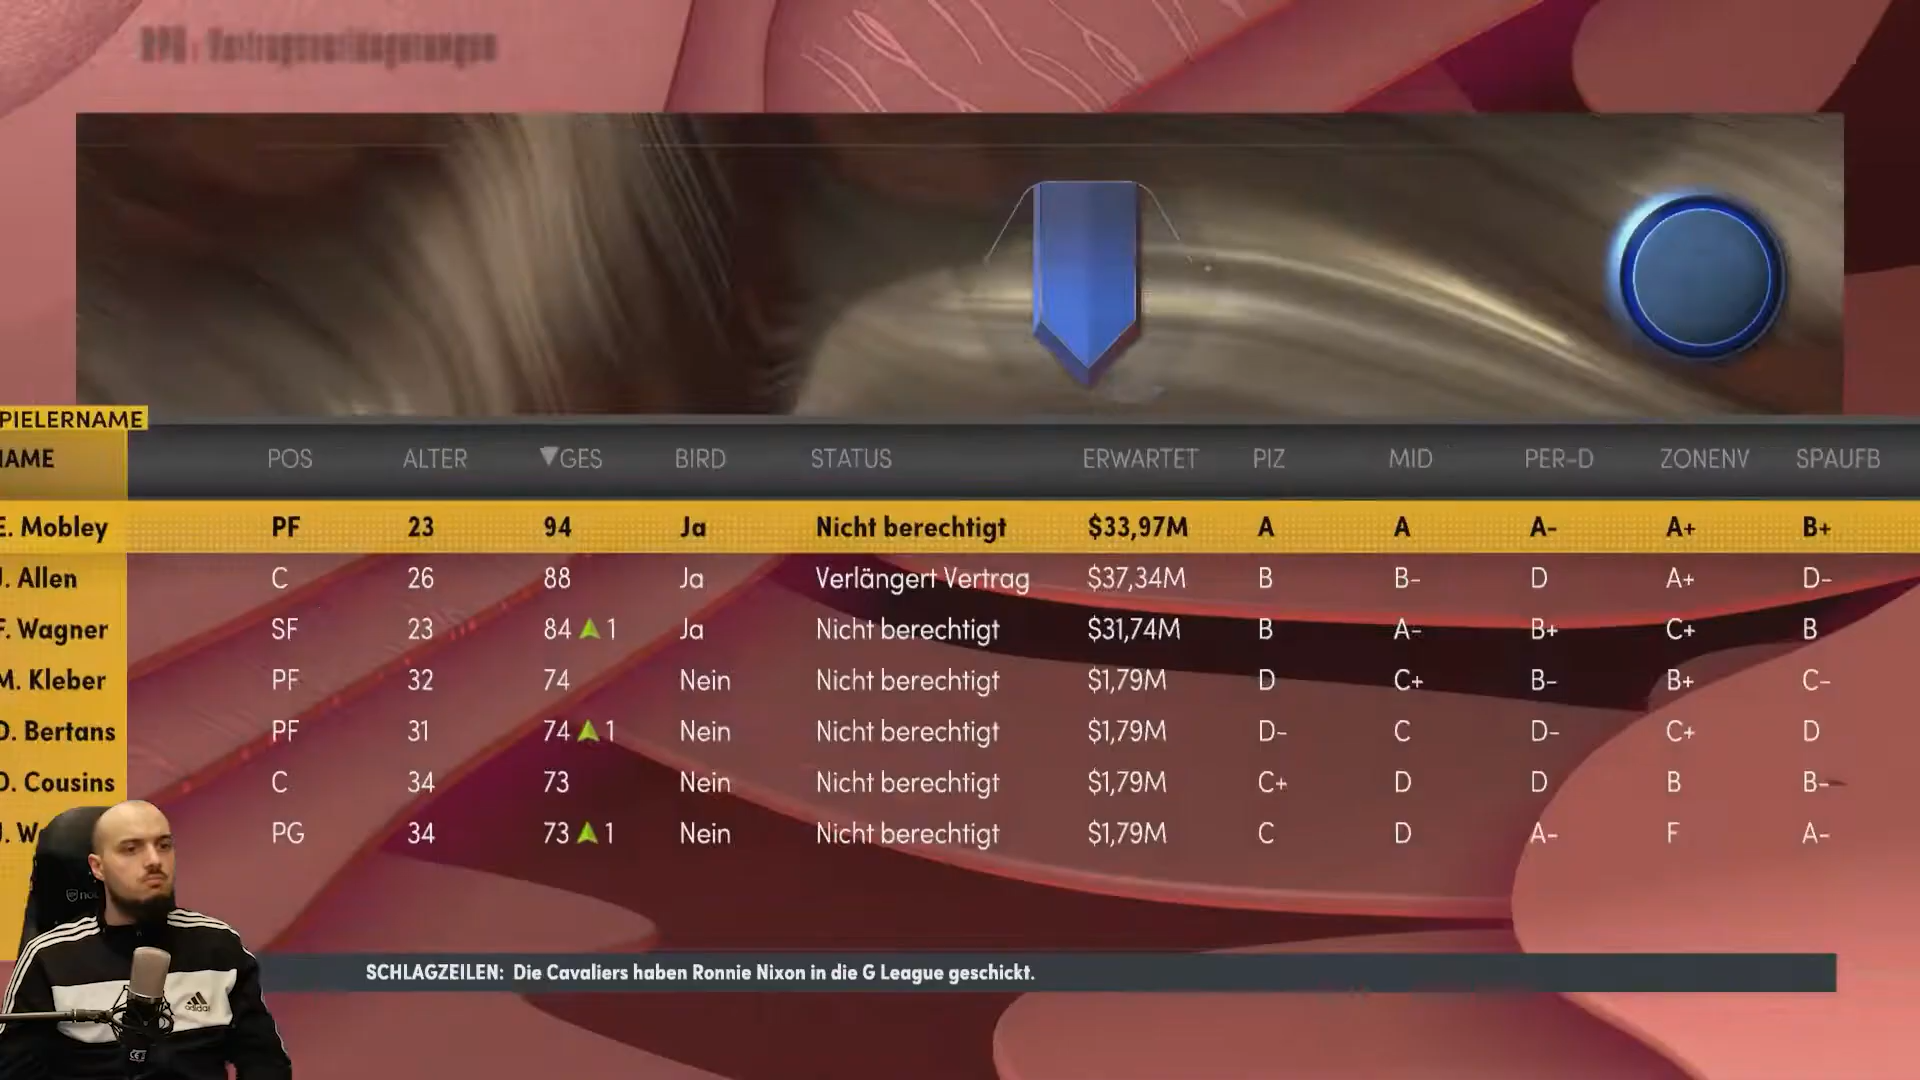 PIELERNAME
NAME POS ALTER ▼GES BIRD STATUS ERWARTET PIZ MID PER-D ZONENV SPAUFB
E. Mobley PF 23 94 Ja Nicht berechtigt $33,97M A A A- A+ B+
J. Allen C 26 88 Ja Verlängert Vertrag $37,34M B B- D A+ D-
F. Wagner SF 23 84 1 Ja Nicht berechtigt $31,74M B A- B+ C+ B
M. Kleber PF 32 74 Nein Nicht berechtigt $1,79M D C+ B- B+ C-
D. Bertans PF 31 74 1 Nein Nicht berechtigt $1,79M D- C D- C+ D
D. Cousins C 34 73 Nein Nicht berechtigt $1,79M C+ D D B B-
J. PG 34 73 1 Nein Nicht berechtigt $1,79M C D A- F A-
SCHLAGZEILEN: Die Cavaliers haben Ronnie Nixon in die G League geschickt.
adidas